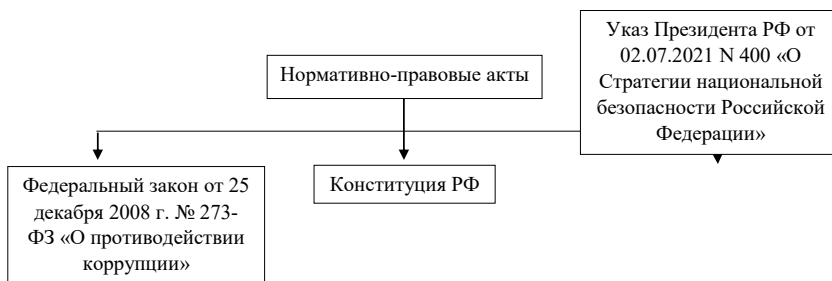 Нормативно-правовые акты
Указ Президента РФ от
02.07.2021 N 400 «О
Стратегии национальной
безопасности Российской
Федерации»
Федеральный закон от 25
декабря 2008 г. № 273-
ФЗ «О противодействии
коррупции»
Конституция РФ